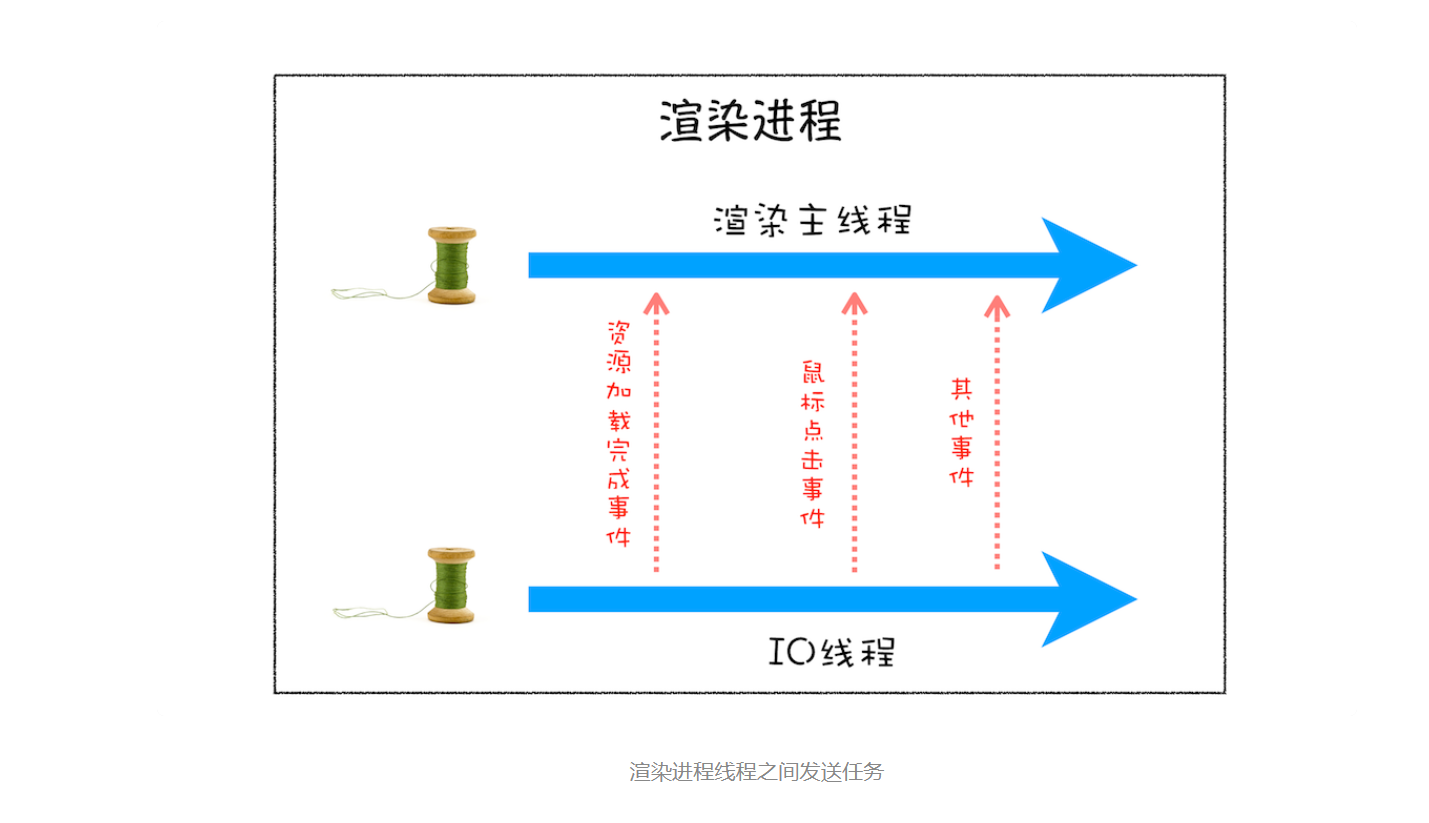 渲染进程
渲染主线程
资源加载完成事件
鼠标点击事件
其他事件
IO线程
渲染进程线程之间发送任务